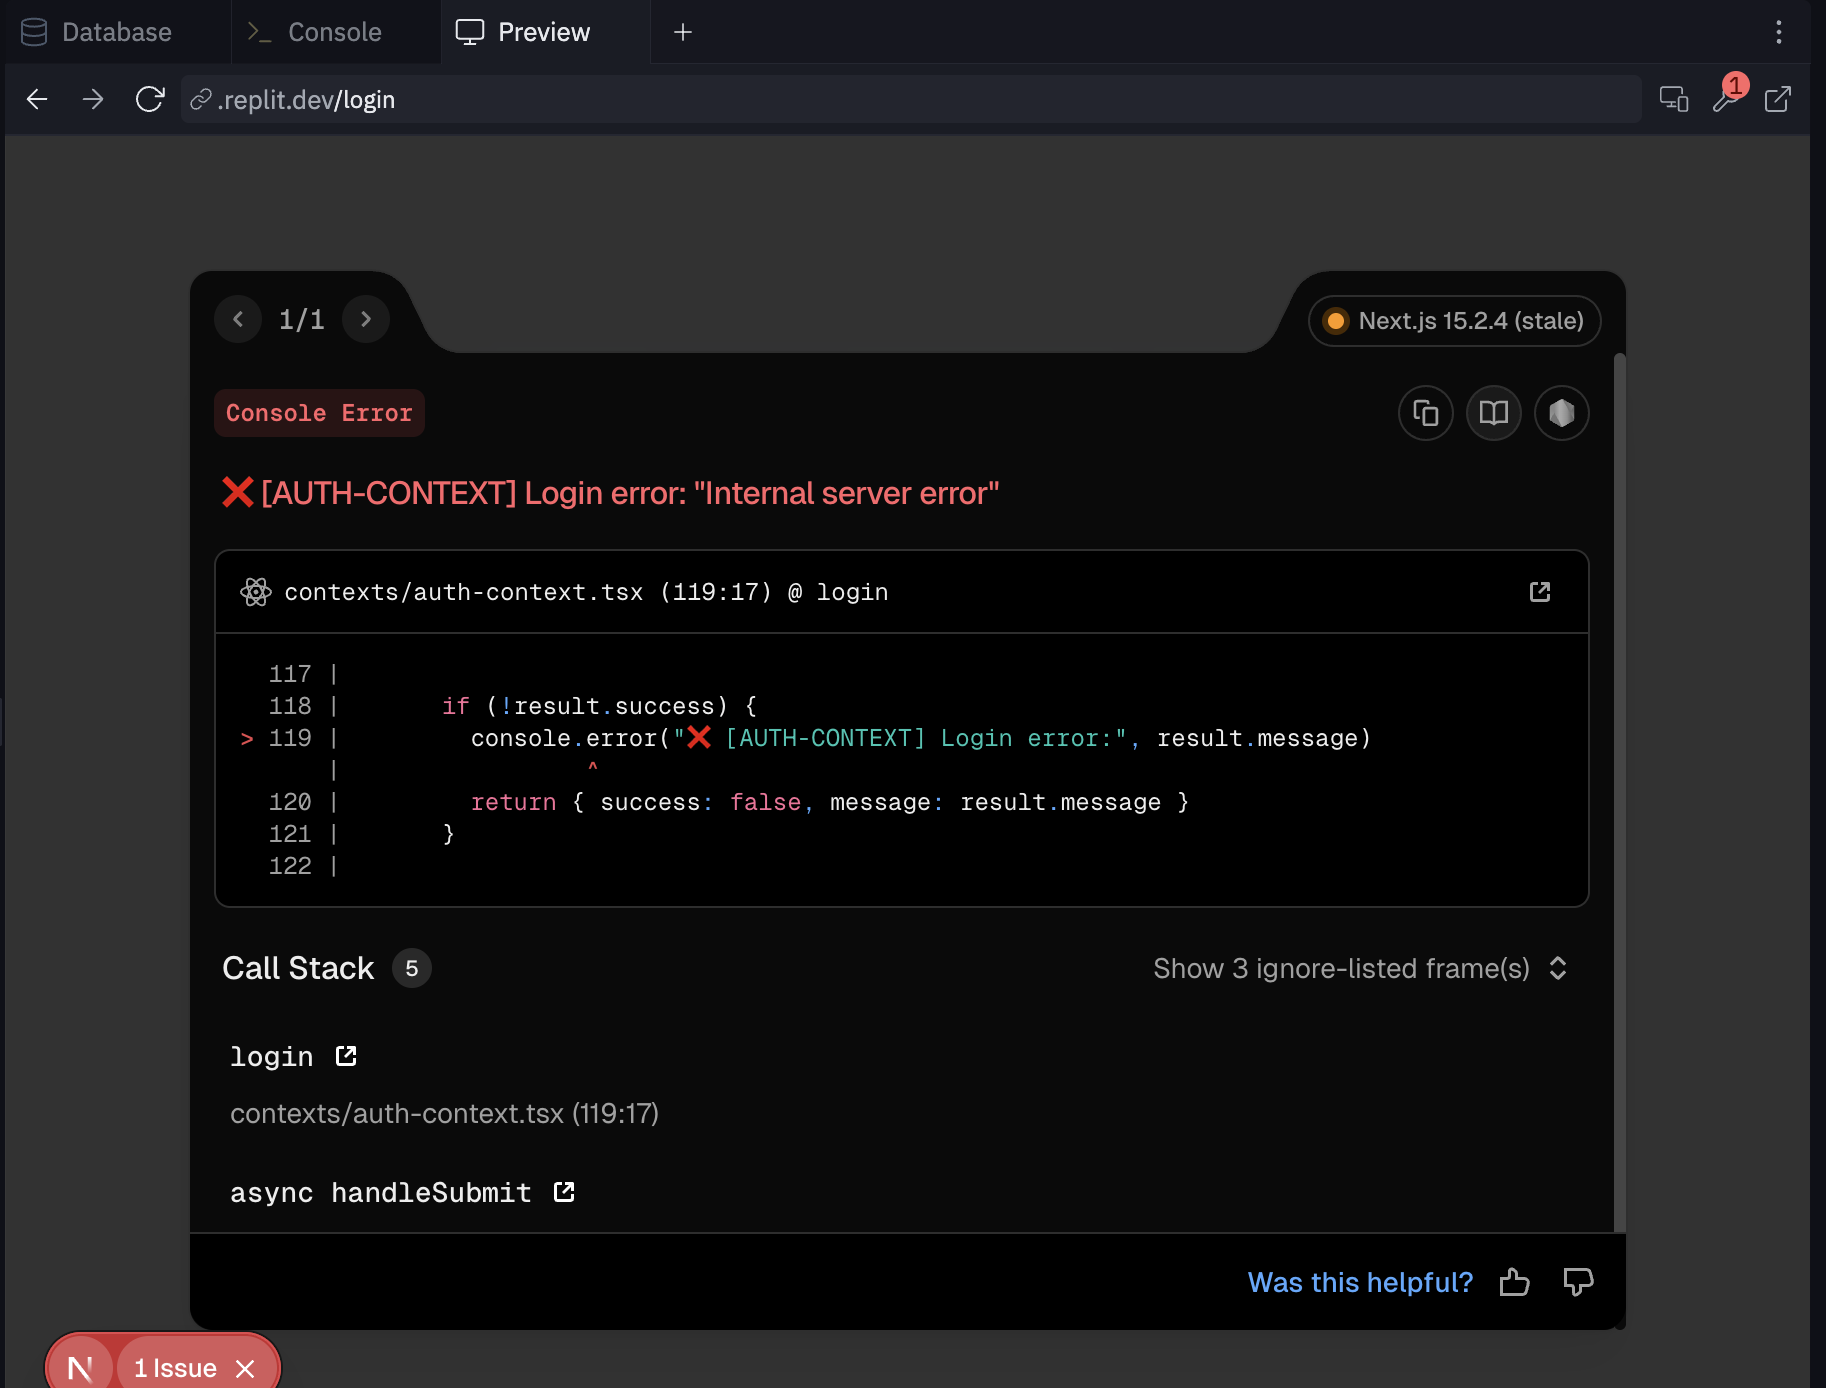 Database
Console
Preview
.replit.dev/login
1
1/1
Next.js 15.2.4 (stale)
Console Error
❌ [AUTH-CONTEXT] Login error: "Internal server error"
contexts/auth-context.tsx (119:17) @ login
117 |
118 |       if (!result.success) {
> 119 |         console.error("❌ [AUTH-CONTEXT] Login error:", result.message)
|                 ^
120 |         return { success: false, message: result.message }
121 |       }
122 |
Call Stack 5
Show 3 ignore-listed frame(s)
login
contexts/auth-context.tsx (119:17)
async handleSubmit
Was this helpful?
N 1 Issue